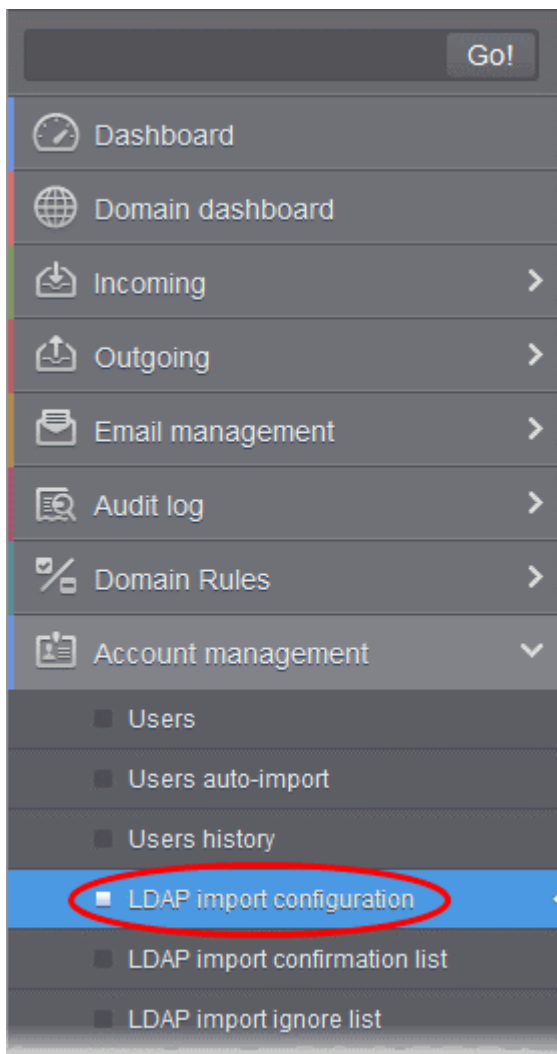 Go!
Dashboard
Domain dashboard
Incoming
Outgoing
Email management
Audit log
Domain Rules
Account management
Users
Users auto-import
Users history
LDAP import configuration
LDAP import confirmation list
LDAP import ignore list